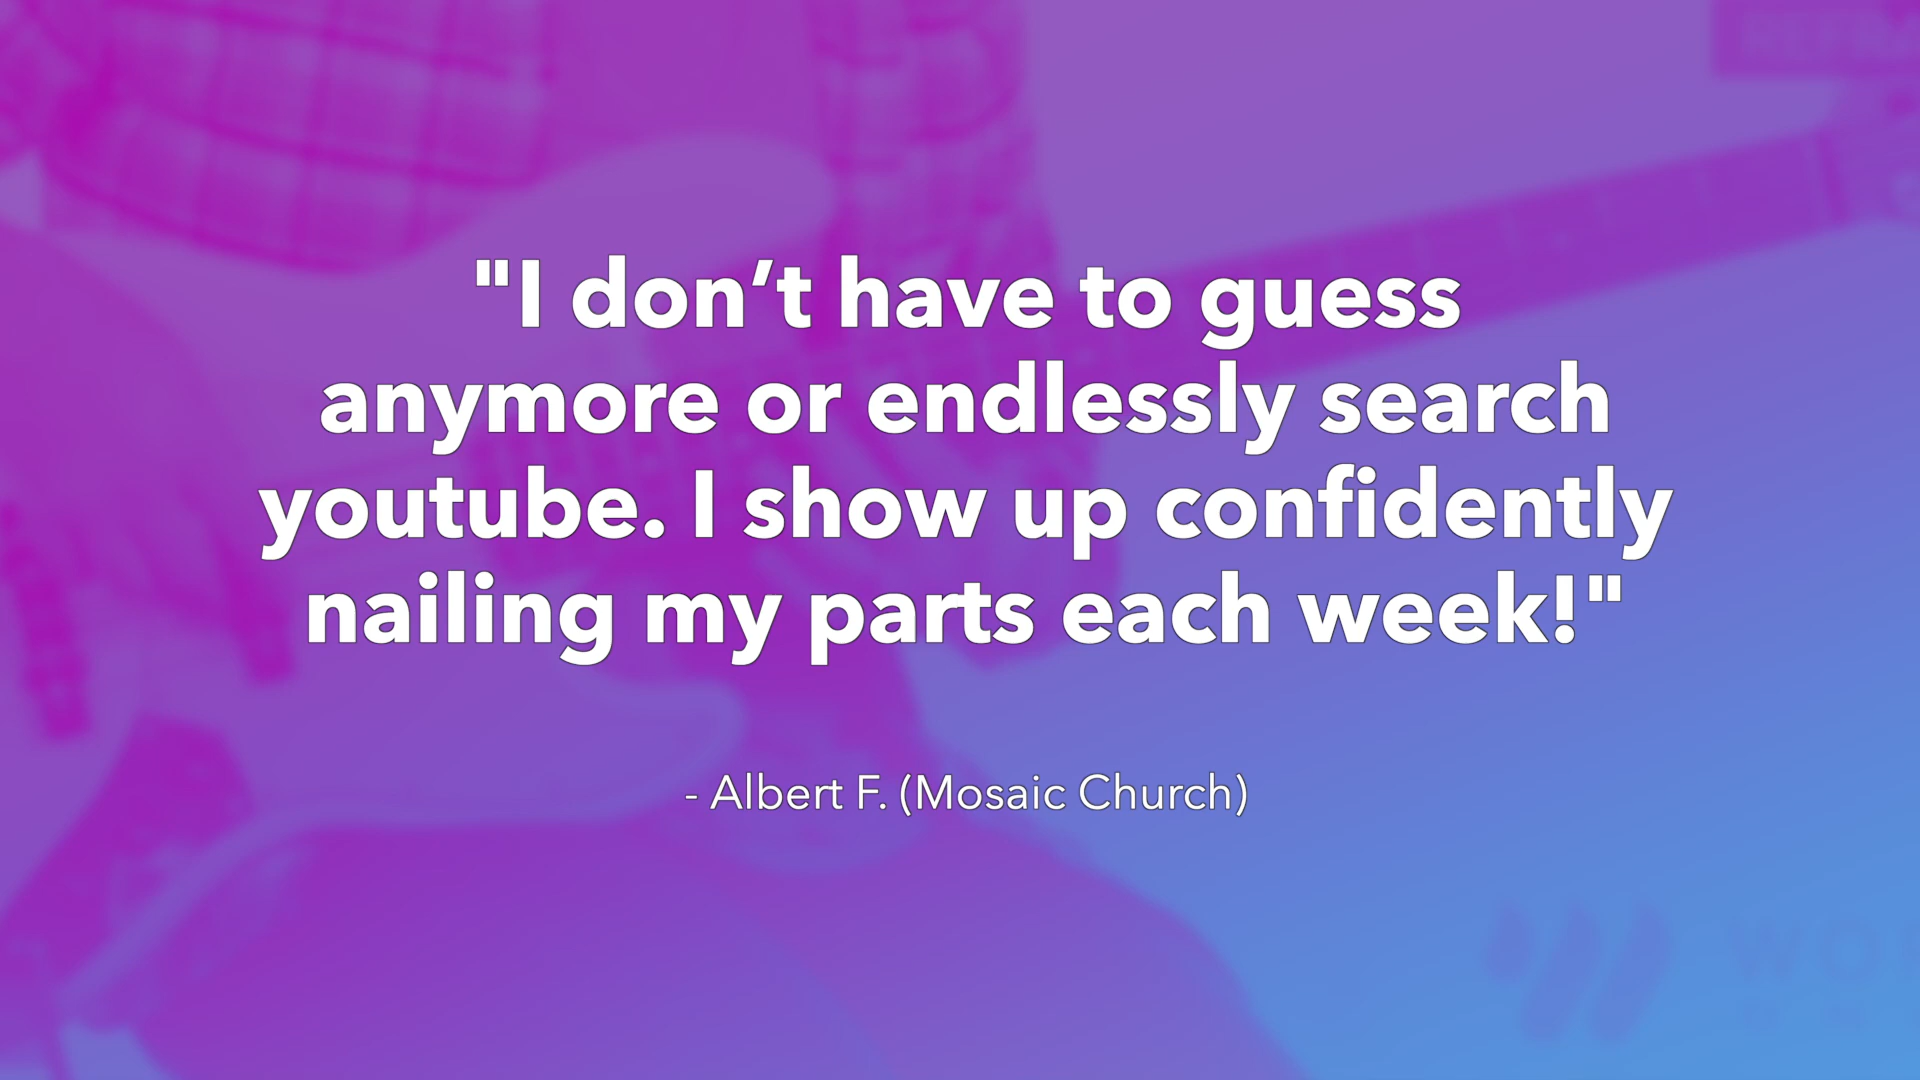 "I don’t have to guess
anymore or endlessly search
youtube. I show up confidently
nailing my parts each week!"
- Albert F. (Mosaic Church)